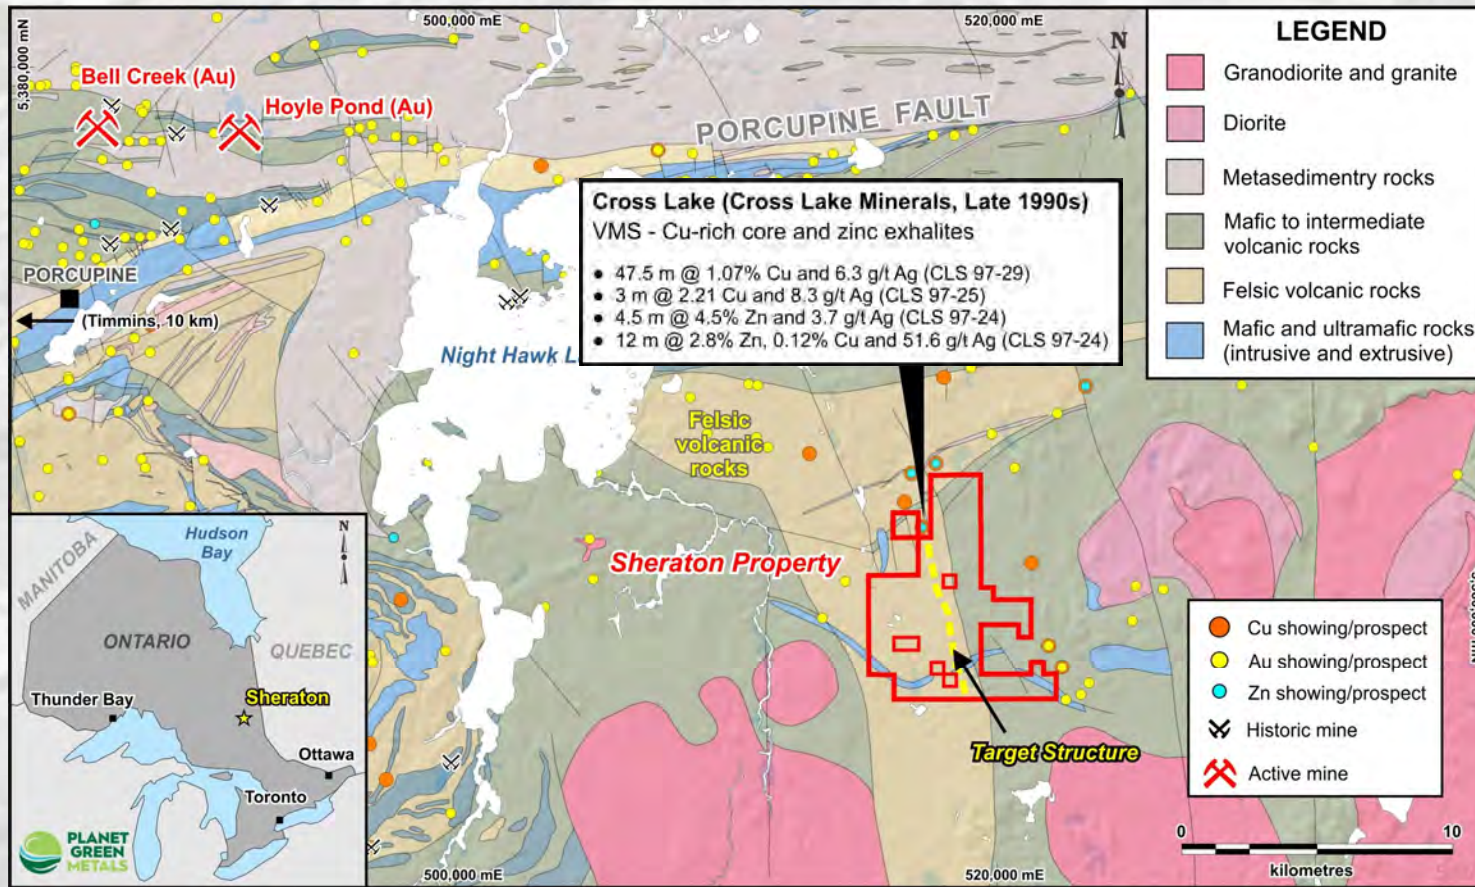 500,000 mE
520,000 mE
5,380,000 mN
Bell Creek (Au)
Hoyle Pond (Au)
PORCUPINE FAULT
N
LEGEND
Granodiorite and granite
Diorite
Metasedimentry rocks
Mafic to intermediate
volcanic rocks
Felsic volcanic rocks
Mafic and ultramafic rocks
(intrusive and extrusive)
Cross Lake (Cross Lake Minerals, Late 1990s)
VMS - Cu-rich core and zinc exhalites
• 47.5 m @ 1.07% Cu and 6.3 g/t Ag (CLS 97-29)
• 3 m @ 2.21 Cu and 8.3 g/t Ag (CLS 97-25)
• 4.5 m @ 4.5% Zn and 3.7 g/t Ag (CLS 97-24)
• 12 m @ 2.8% Zn, 0.12% Cu and 51.6 g/t Ag (CLS 97-24)
PORCUPINE
(Timmins, 10 km)
Night Hawk L
Felsic
volcanic
rocks
Sheraton Property
Target Structure
Cu showing/prospect
Au showing/prospect
Zn showing/prospect
Historic mine
Active mine
0
10
kilometres
Hudson
Bay
N
MANITOBA
ONTARIO
QUEBEC
Thunder Bay
Sheraton
Ottawa
Toronto
PLANET
GREEN
METALS
500,000 mE
520,000 mE